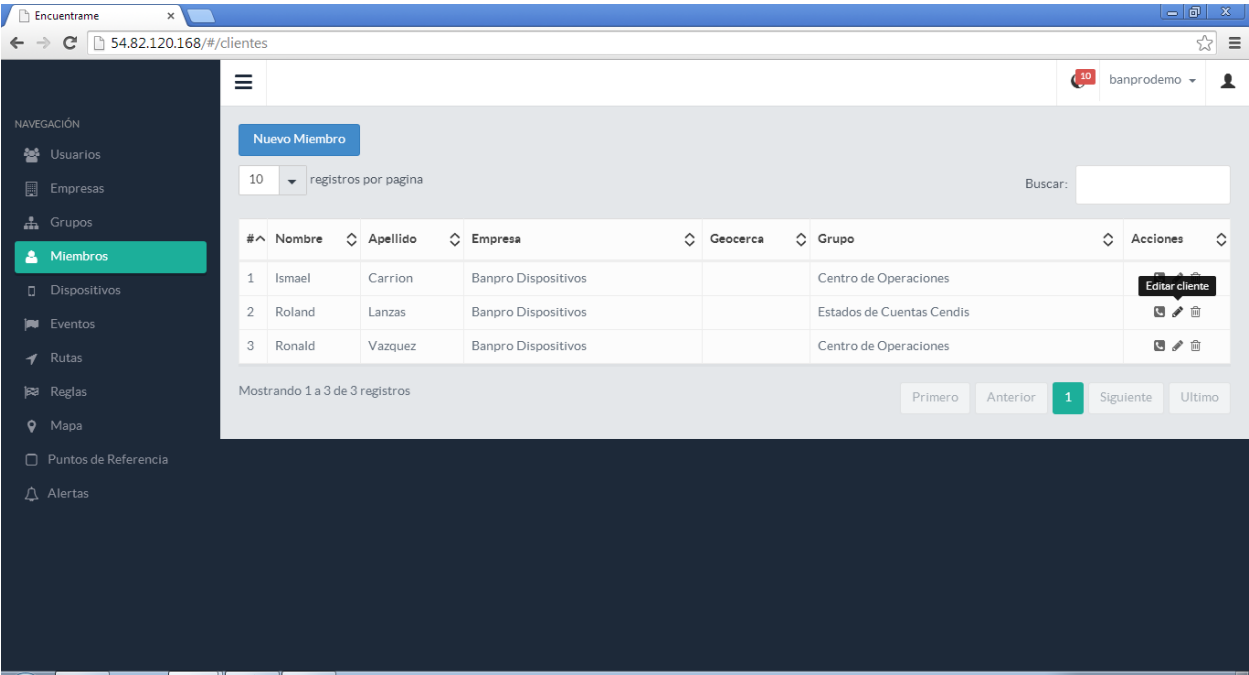 Encuentrame
54.82.120.168/#/clientes
10
banprodemo
NAVEGACIÓN
Usuarios
Empresas
Grupos
Miembros
Dispositivos
Eventos
Rutas
Reglas
Mapa
Puntos de Referencia
Alertas
Nuevo Miembro
10 registros por pagina
Buscar:
# Nombre Apellido Empresa Geocerca Grupo Acciones
1 Ismael Carrion Banpro Dispositivos Centro de Operaciones
Editar cliente
2 Roland Lanzas Banpro Dispositivos Estados de Cuentas Cendis
3 Ronald Vazquez Banpro Dispositivos Centro de Operaciones
Mostrando 1 a 3 de 3 registros
Primero Anterior 1 Siguiente Ultimo